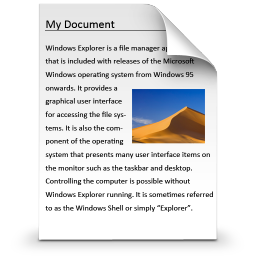 My Document
Windows Explorer is a file manager ap
that is included with releases of the Microsoft
Windows operating system from Windows 95
onwards. It provides a
graphical user interface
for accessing the file sys-
tems. It is also the com-
ponent of the operating
system that presents many user interface items on
the monitor such as the taskbar and desktop.
Controlling the computer is possible without
Windows Explorer running. It is sometimes referred
to as the Windows Shell or simply “Explorer”.